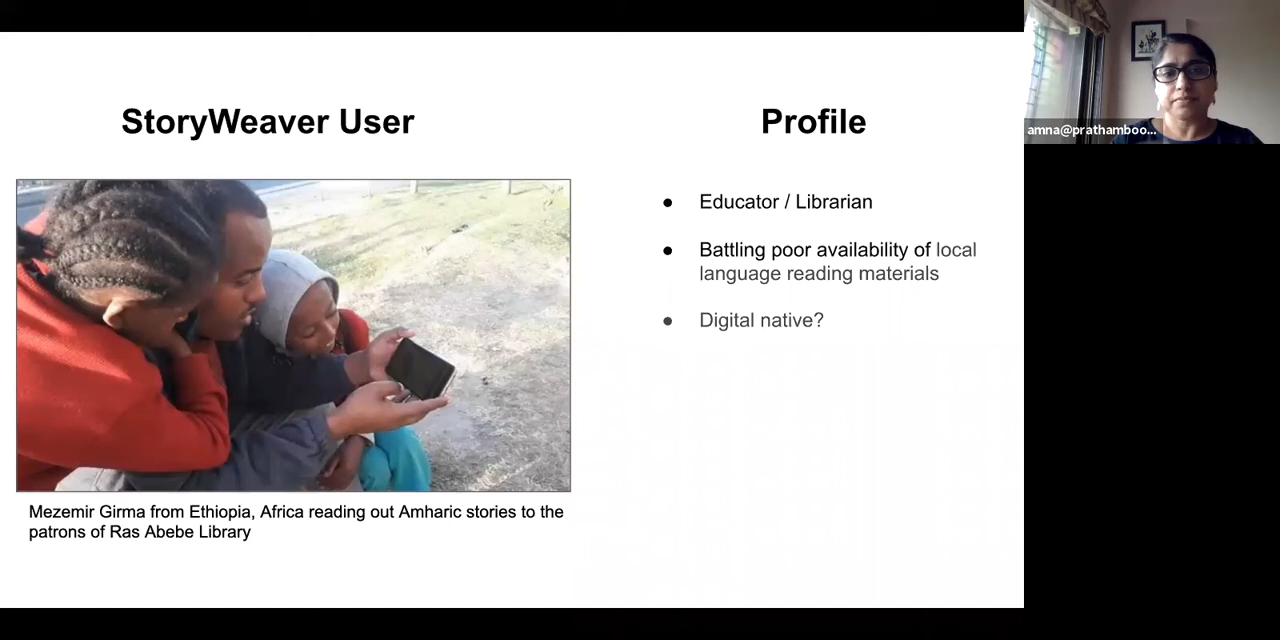 StoryWeaver User
Mezemir Girma from Ethiopia, Africa reading out Amharic stories to the
patrons of Ras Abebe Library
Profile
● Educator / Librarian
● Battling poor availability of local
language reading materials
● Digital native?
amna@prathamboo...